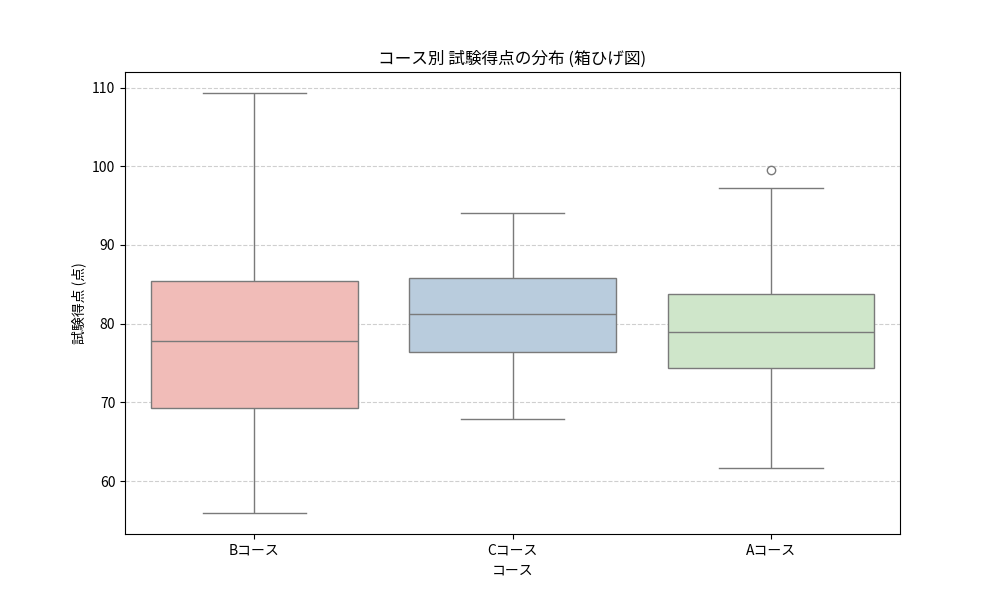 コース別 試験得点の分布 (箱ひげ図)
試験得点 (点)
110
100
90
80
70
60
Bコース
Cコース
Aコース
コース